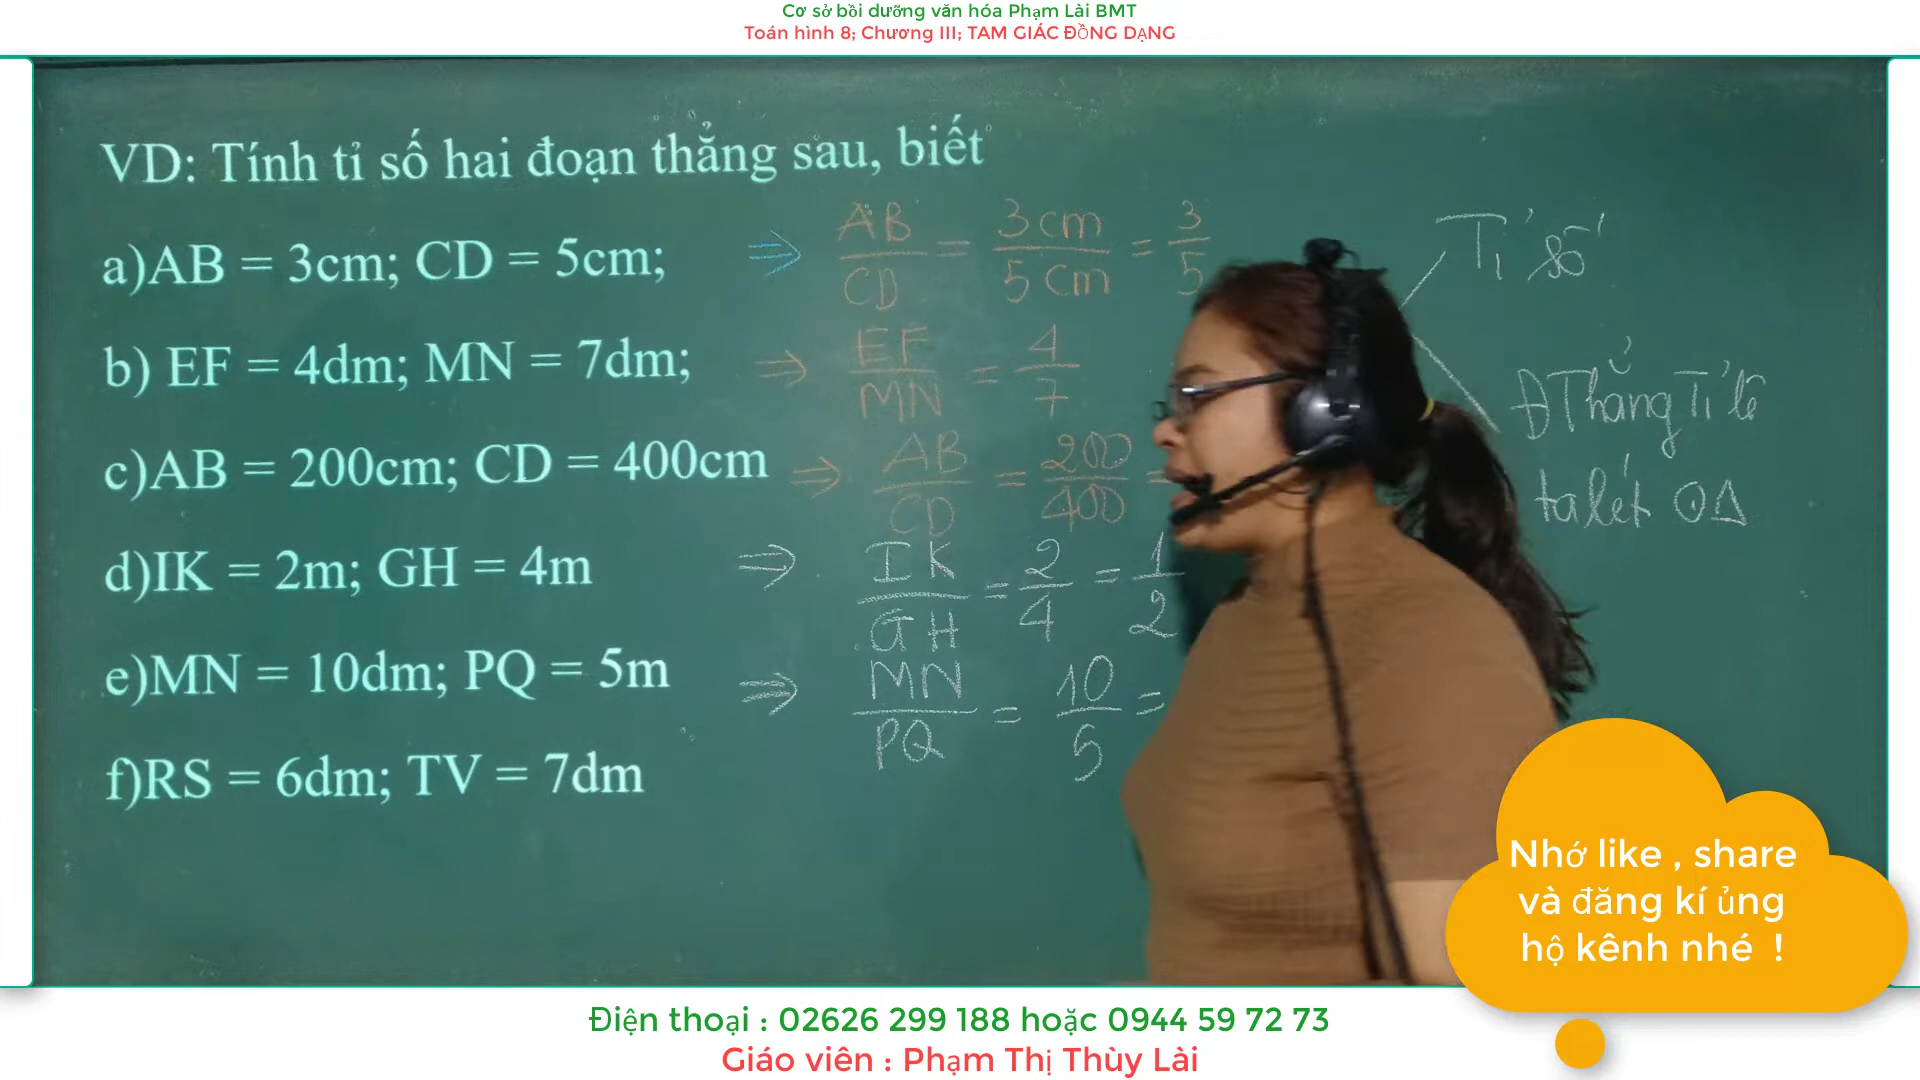 Cơ sở bồi dưỡng văn hóa Phạm Lài BMT
Toán hình 8; Chương III; TAM GIÁC ĐỒNG DẠNG
VD: Tính tỉ số hai đoạn thẳng sau, biết
a)AB = 3cm; CD = 5cm; ⇒ AB/CD = 3cm/5cm = 3/5
b) EF = 4dm; MN = 7dm; ⇒ EF/MN = 4/7
c)AB = 200cm; CD = 400cm ⇒ AB/CD = 200/400 =
d)IK = 2m; GH = 4m ⇒ IK/GH = 2/4 = 1/2
e)MN = 10dm; PQ = 5m ⇒ MN/PQ = 10/5 =
f)RS = 6dm; TV = 7dm
Tỉ số
ĐThẳng Tỉ lệ
talét Δ
Nhớ like , share
và đăng kí ủng
hộ kênh nhé !
Điện thoại : 02626 299 188 hoặc 0944 59 72 73
Giáo viên : Phạm Thị Thùy Lài